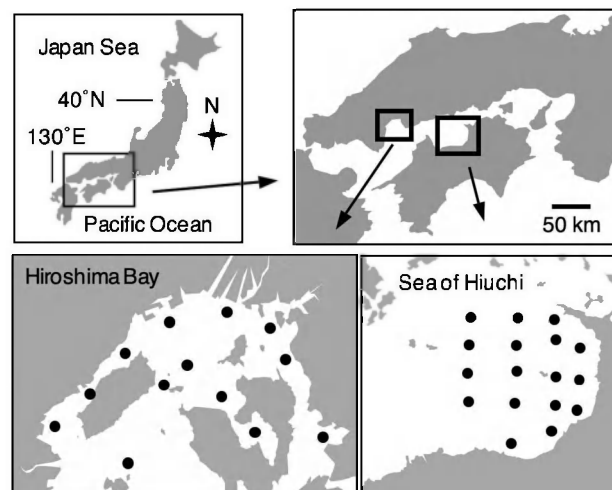 Japan Sea
40°N
N
130°E
Pacific Ocean
50 km
Hiroshima Bay
Sea of Hiuchi